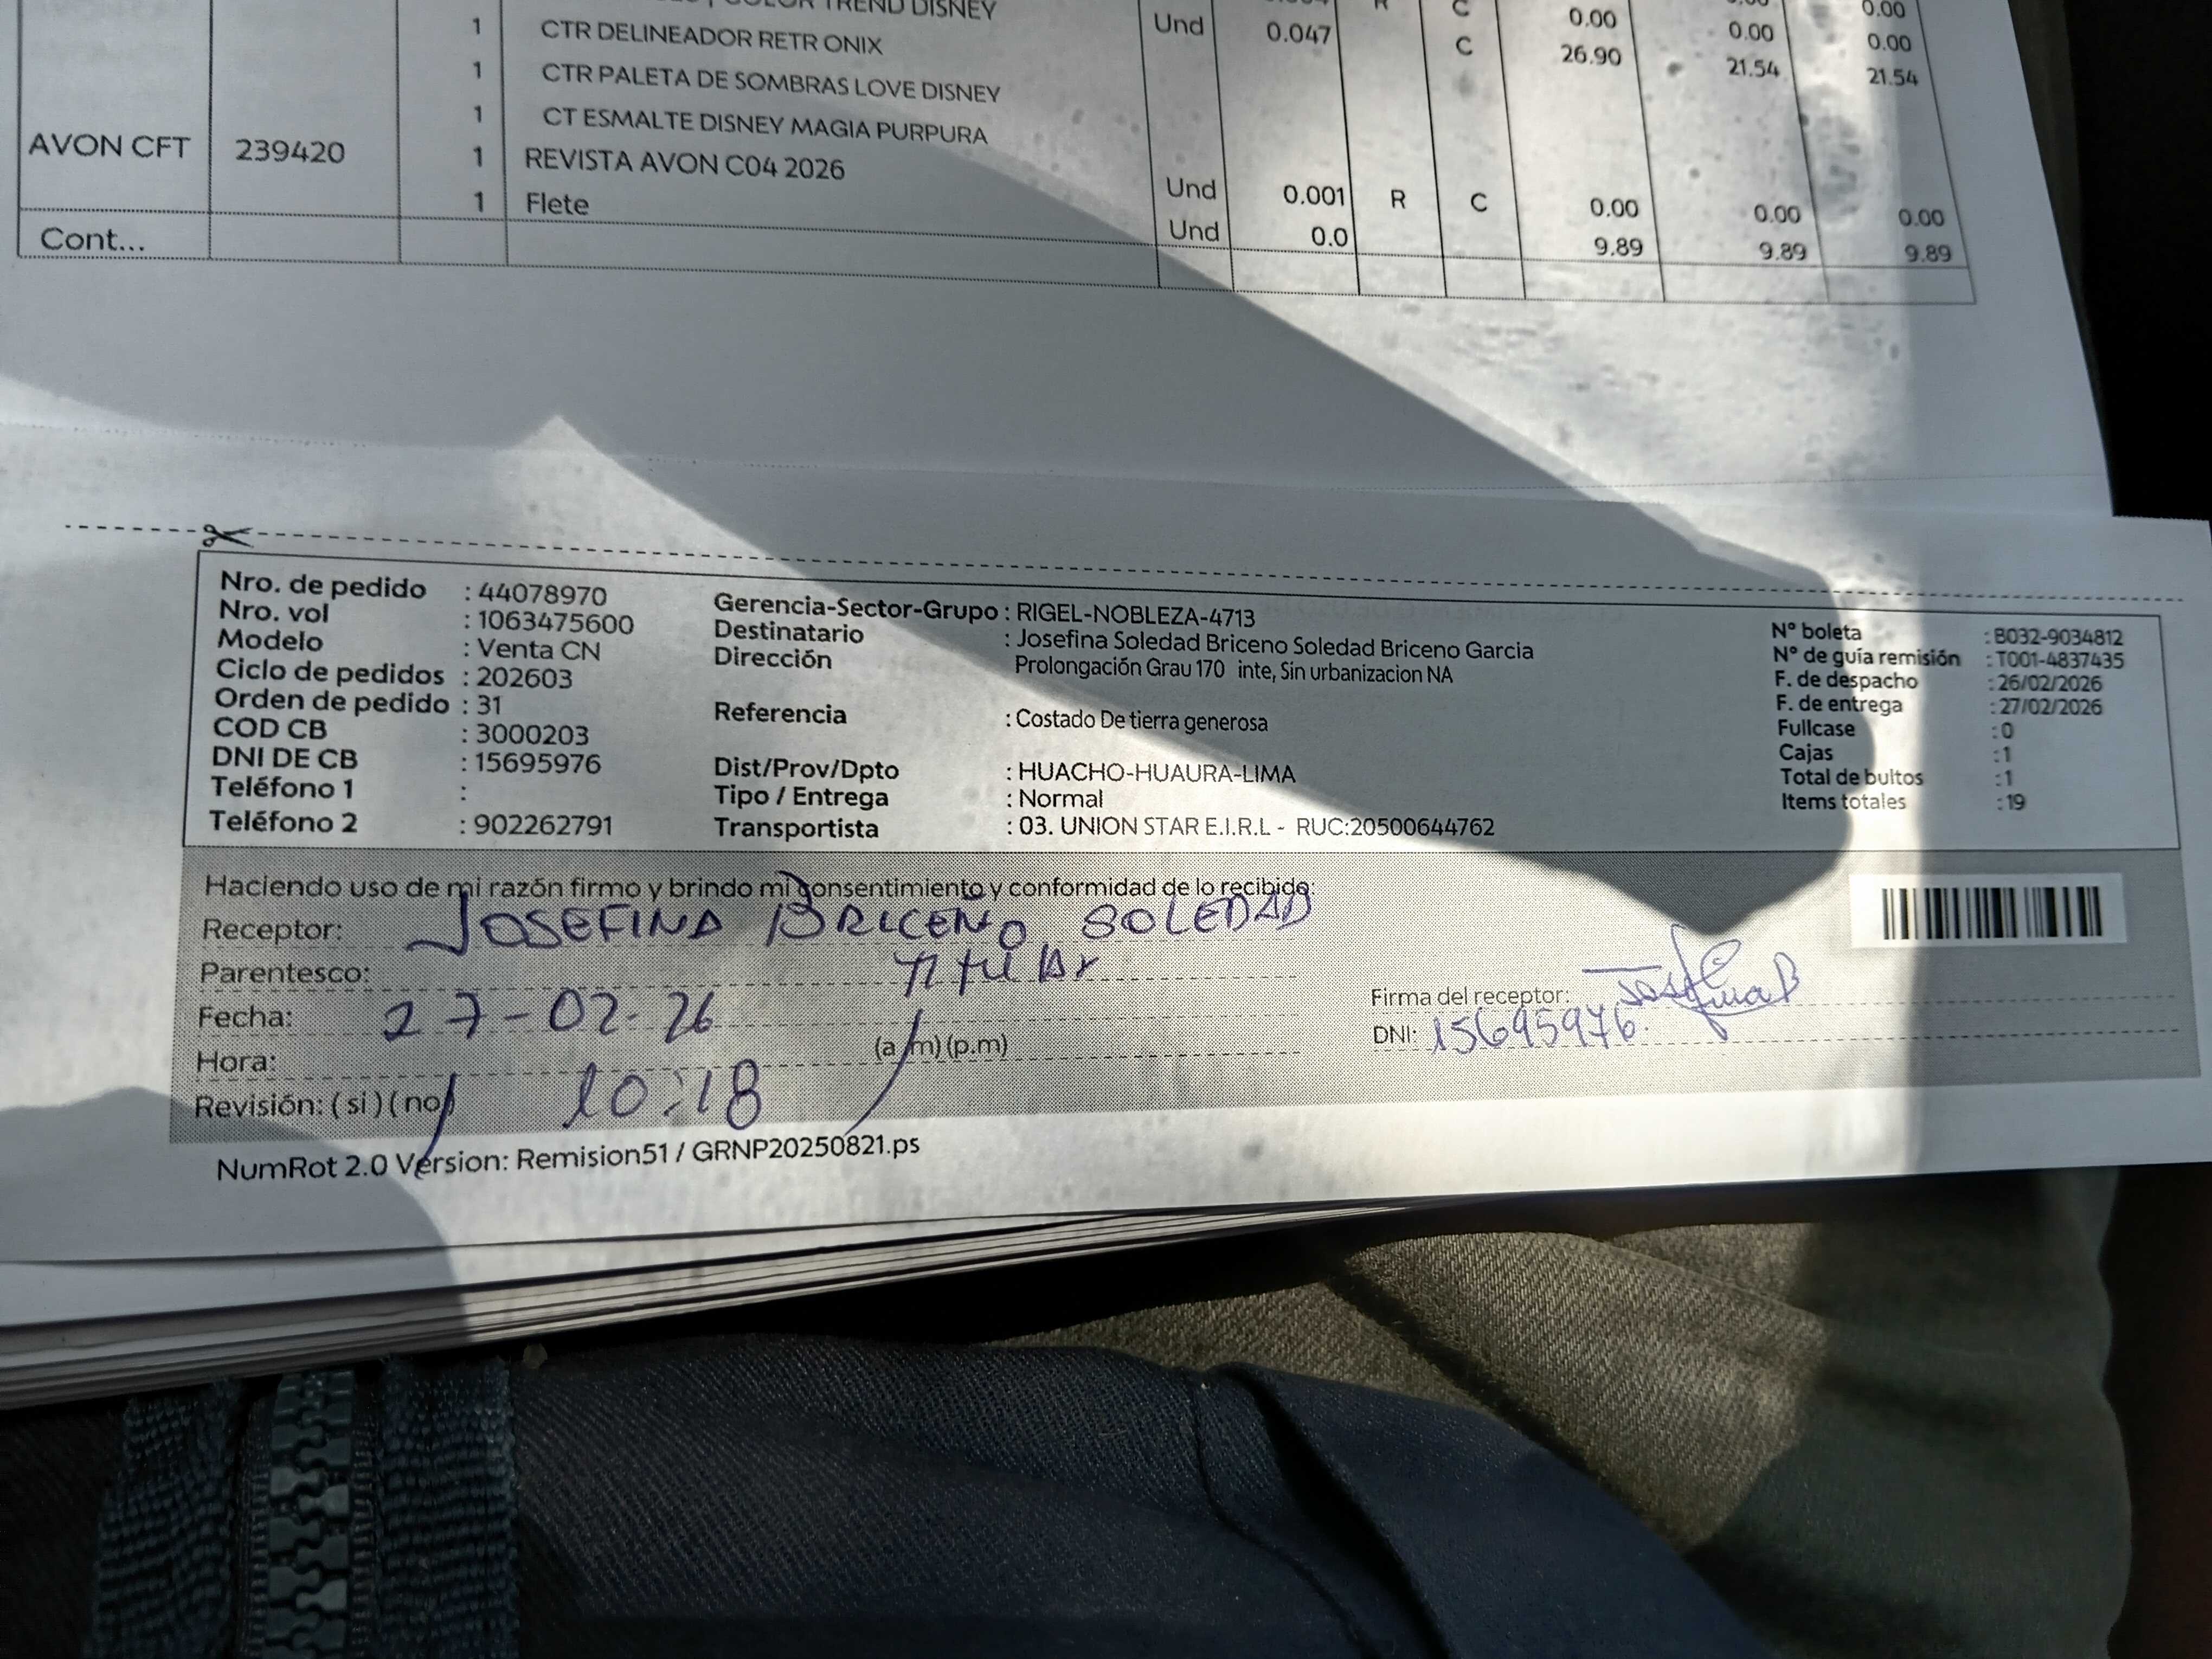 TREND DISNEY
1 CTR DELINEADOR RETR ONIX Und 0.047 C 0.00 0.00 0.00
1 CTR PALETA DE SOMBRAS LOVE DISNEY 26.90 21.54 21.54
1 CT ESMALTE DISNEY MAGIA PURPURA
AVON CFT 239420 1 REVISTA AVON C04 2026 Und 0.001 R C 0.00 0.00 0.00
1 Flete Und 0.0 9.89 9.89 9.89
Cont...
Nro. de pedido : 44078970
Nro. vol : 1063475600
Modelo : Venta CN
Ciclo de pedidos : 202603
Orden de pedido : 31
COD CB : 3000203
DNI DE CB : 15695976
Teléfono 1 :
Teléfono 2 : 902262791
Gerencia-Sector-Grupo : RIGEL-NOBLEZA-4713
Destinatario : Josefina Soledad Briceno Soledad Briceno Garcia
Dirección Prolongación Grau 170 inte, Sin urbanizacion NA
Referencia : Costado De tierra generosa
Dist/Prov/Dpto : HUACHO-HUAURA-LIMA
Tipo / Entrega : Normal
Transportista : 03. UNION STAR E.I.R.L - RUC:20500644762
N° boleta : B032-9034812
N° de guía remisión : T001-4837435
F. de despacho : 26/02/2026
F. de entrega : 27/02/2026
Fullcase : 0
Cajas : 1
Total de bultos : 1
Items totales : 19
Haciendo uso de mi razón firmo y brindo mi consentimiento y conformidad de lo recibido:
Receptor: JOSEFINA BRICENO SOLEDAD
Parentesco: Titular
Fecha: 27-02-26
Hora: 10:18 (a.m) (p.m)
Revisión: ( si ) ( no )
Firma del receptor: Josefina B
DNI: 15695976.
NumRot 2.0 Version: Remision51 / GRNP20250821.ps